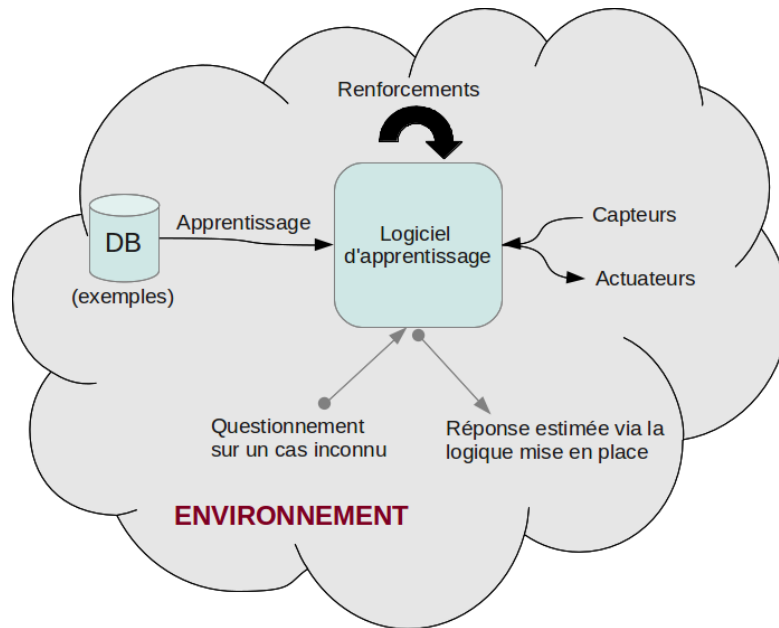 Renforcements
DB
(exemples)
Apprentissage
Logiciel
d'apprentissage
Capteurs
Actuateurs
Questionnement
sur un cas inconnu
Réponse estimée via la
logique mise en place
ENVIRONNEMENT